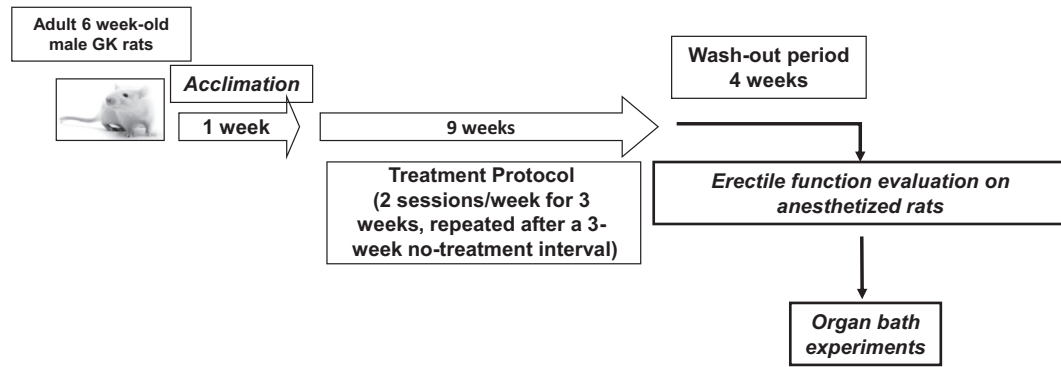 Adult 6 week-old
male GK rats
Acclimation
1 week
9 weeks
Treatment Protocol
(2 sessions/week for 3
weeks, repeated after a 3-
week no-treatment interval)
Wash-out period
4 weeks
Erectile function evaluation on
anesthetized rats
Organ bath
experiments